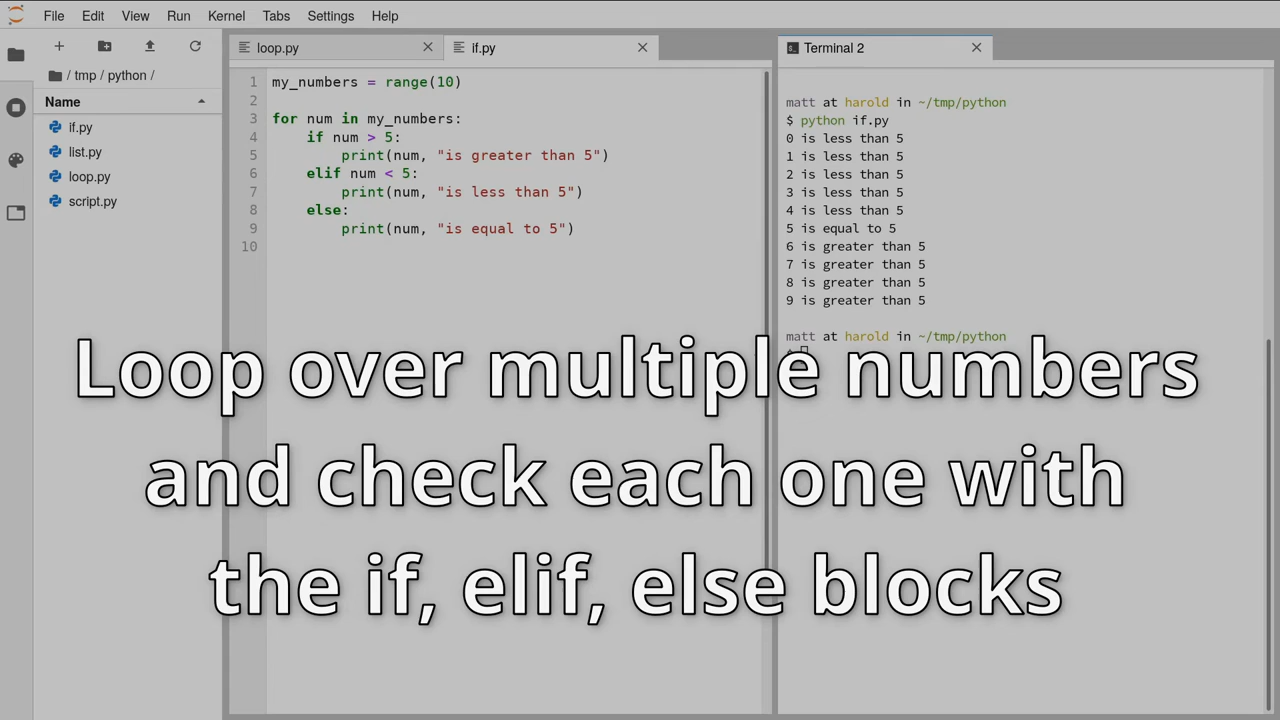 File Edit View Run Kernel Tabs Settings Help
/ tmp / python /
Name
if.py
list.py
loop.py
script.py
loop.py
if.py
1 my_numbers = range(10)
2
3 for num in my_numbers:
4     if num > 5:
5         print(num, "is greater than 5")
6     elif num < 5:
7         print(num, "is less than 5")
8     else:
9         print(num, "is equal to 5")
10
Terminal 2
matt at harold in ~/tmp/python
$ python if.py
0 is less than 5
1 is less than 5
2 is less than 5
3 is less than 5
4 is less than 5
5 is equal to 5
6 is greater than 5
7 is greater than 5
8 is greater than 5
9 is greater than 5
matt at harold in ~/tmp/python
Loop over multiple numbers
and check each one with
the if, elif, else blocks